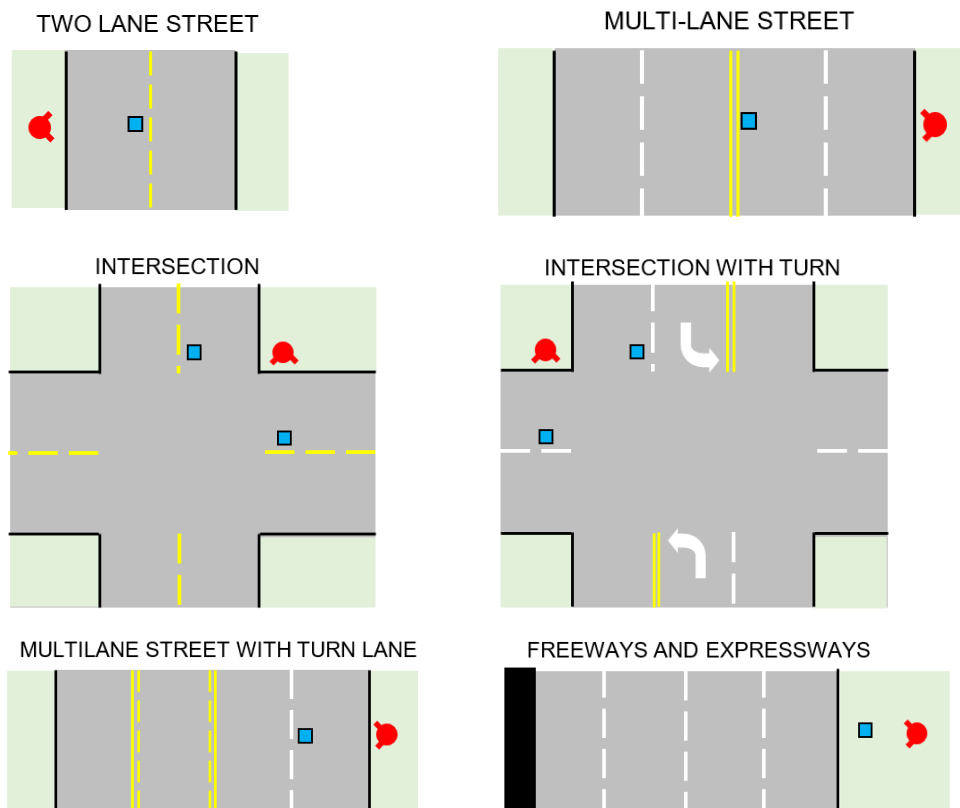 TWO LANE STREET
MULTI-LANE STREET
INTERSECTION
INTERSECTION WITH TURN
MULTILANE STREET WITH TURN LANE
FREEWAYS AND EXPRESSWAYS